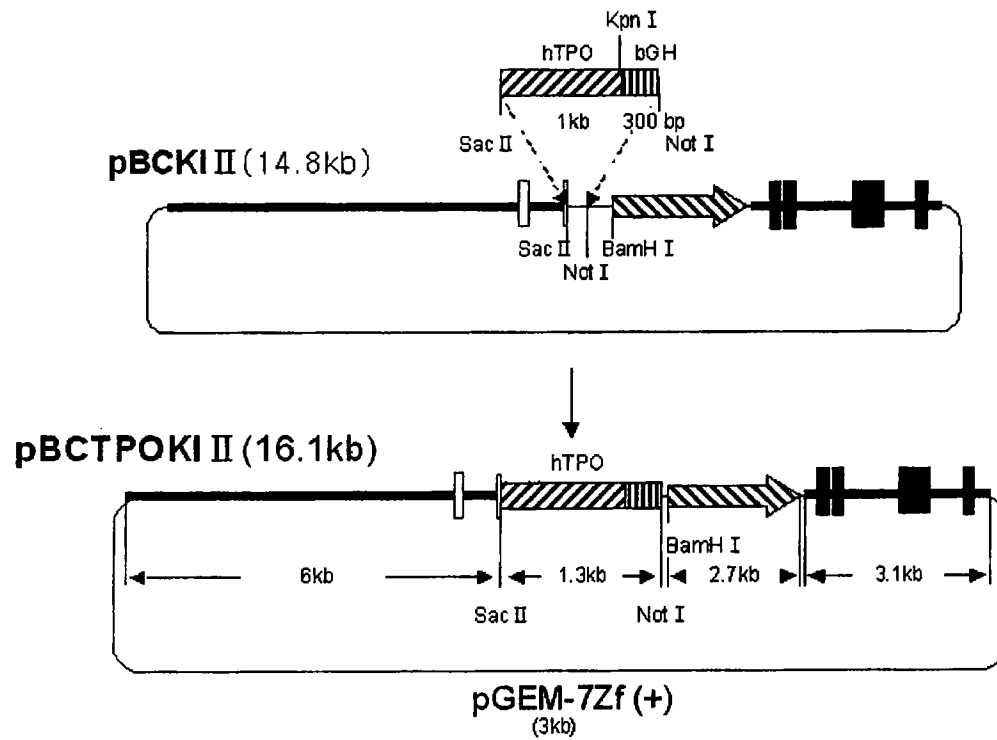 Kpn I
hTPO bGH
1kb 300 bp
Sac II Not I
pBCKI II (14.8kb)
Sac II BamH I
Not I
pBCTPOKI II (16.1kb)
hTPO
BamH I
6kb 1.3kb 2.7kb 3.1kb
Sac II Not I
pGEM-7Zf (+)
(3kb)